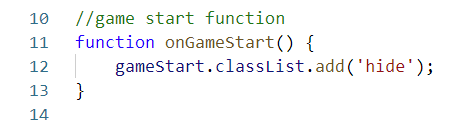 10 //game start function
11 function onGameStart() {
12     gameStart.classList.add('hide');
13 }
14